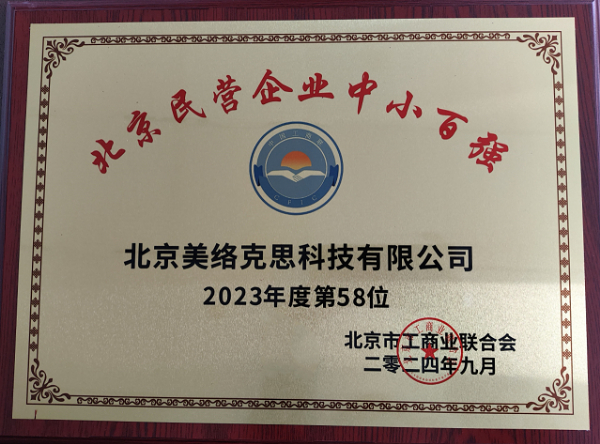 北京民营企业中小百强
北京美络克思科技有限公司
2023年度第58位
北京市工商业联合会
二零二四年九月